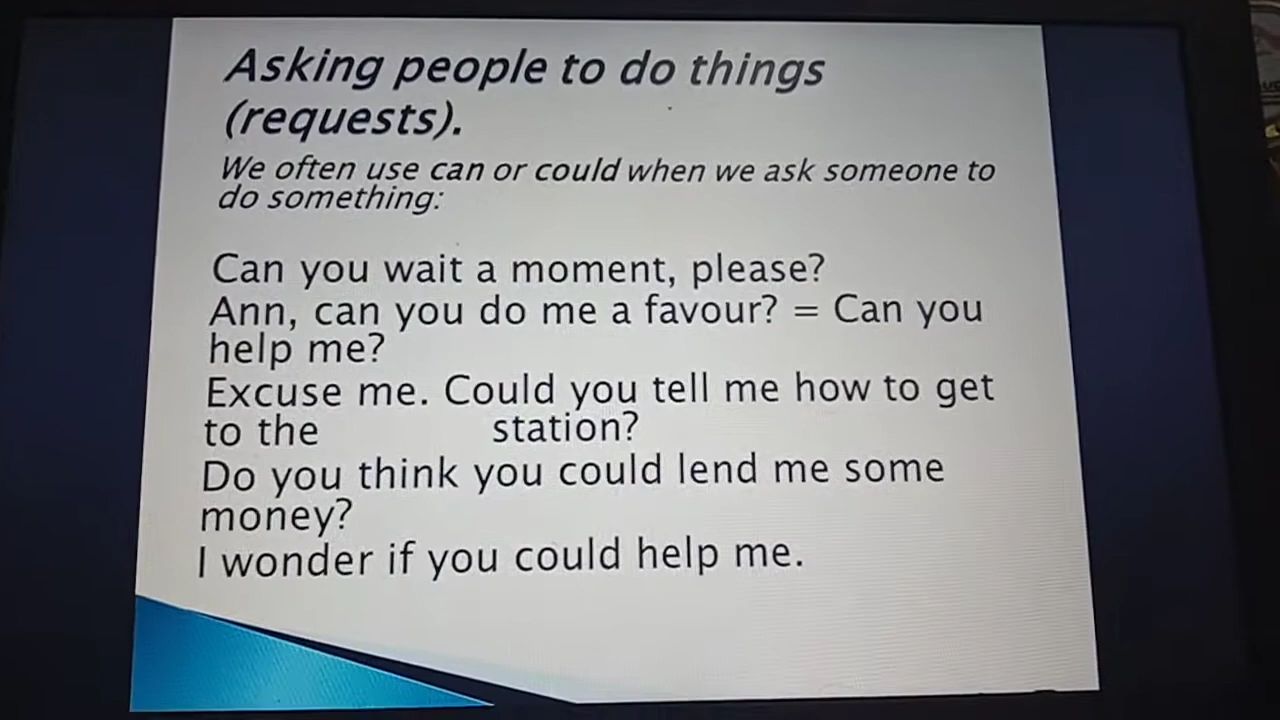 Asking people to do things
(requests).
We often use can or could when we ask someone to
do something:
Can you wait a moment, please?
Ann, can you do me a favour? = Can you
help me?
Excuse me. Could you tell me how to get
to the station?
Do you think you could lend me some
money?
I wonder if you could help me.